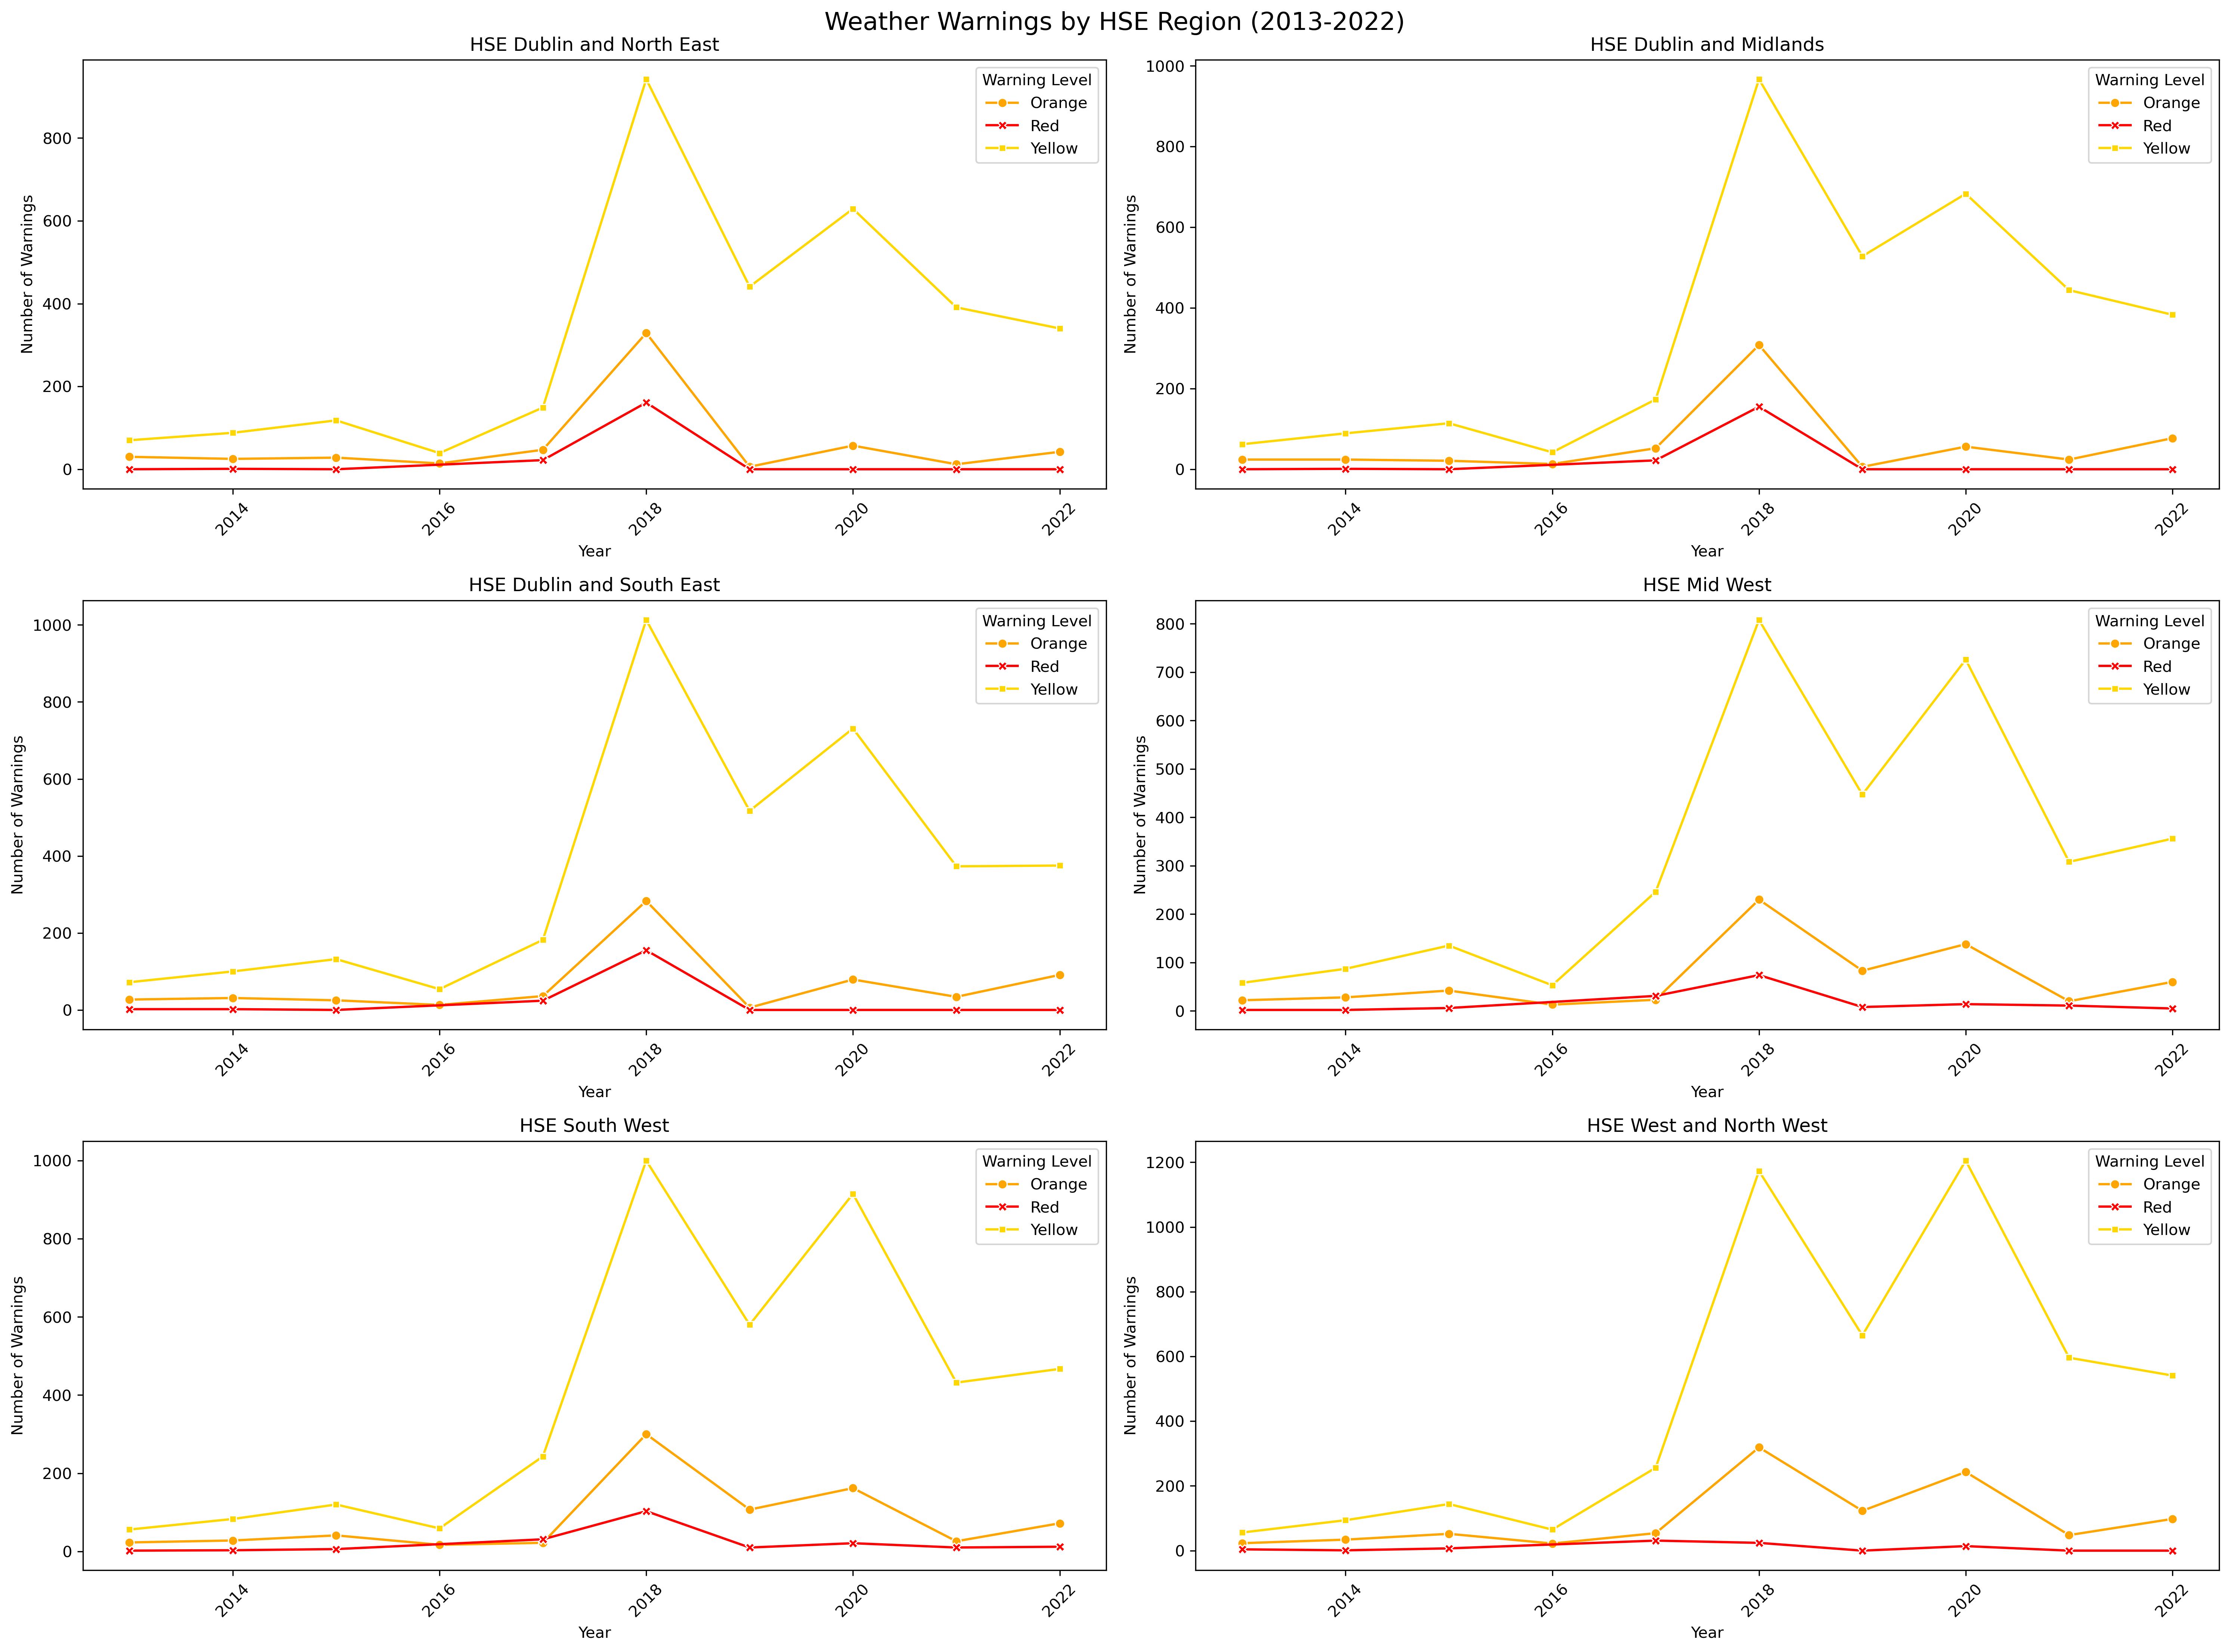 Weather Warnings by HSE Region (2013-2022)
HSE Dublin and North East
Number of Warnings
800
600
400
200
0
Warning Level
Orange
Red
Yellow
2014
2016
2018
2020
2022
Year
HSE Dublin and Midlands
Number of Warnings
1000
800
600
400
200
0
Warning Level
Orange
Red
Yellow
2014
2016
2018
2020
2022
Year
HSE Dublin and South East
Number of Warnings
1000
800
600
400
200
0
Warning Level
Orange
Red
Yellow
2014
2016
2018
2020
2022
Year
HSE Mid West
Number of Warnings
800
700
600
500
400
300
200
100
0
Warning Level
Orange
Red
Yellow
2014
2016
2018
2020
2022
Year
HSE South West
Number of Warnings
1000
800
600
400
200
0
Warning Level
Orange
Red
Yellow
2014
2016
2018
2020
2022
Year
HSE West and North West
Number of Warnings
1200
1000
800
600
400
200
0
Warning Level
Orange
Red
Yellow
2014
2016
2018
2020
2022
Year